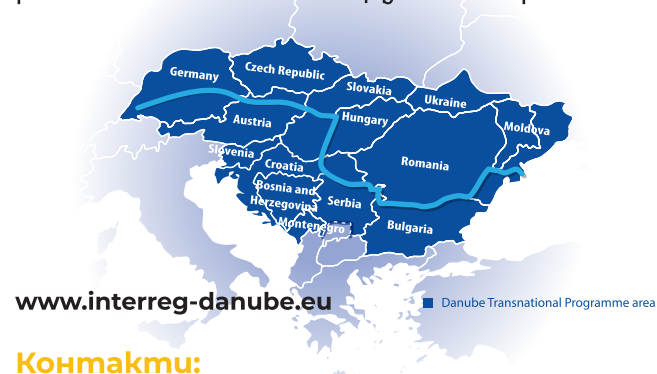 Germany
Czech Republic
Slovakia
Ukraine
Austria
Hungary
Moldova
Slovenia
Croatia
Romania
Bosnia and
Herzegovina
Serbia
Montenegro
Bulgaria
www.interreg-danube.eu
Danube Transnational Programme area
Контакти: